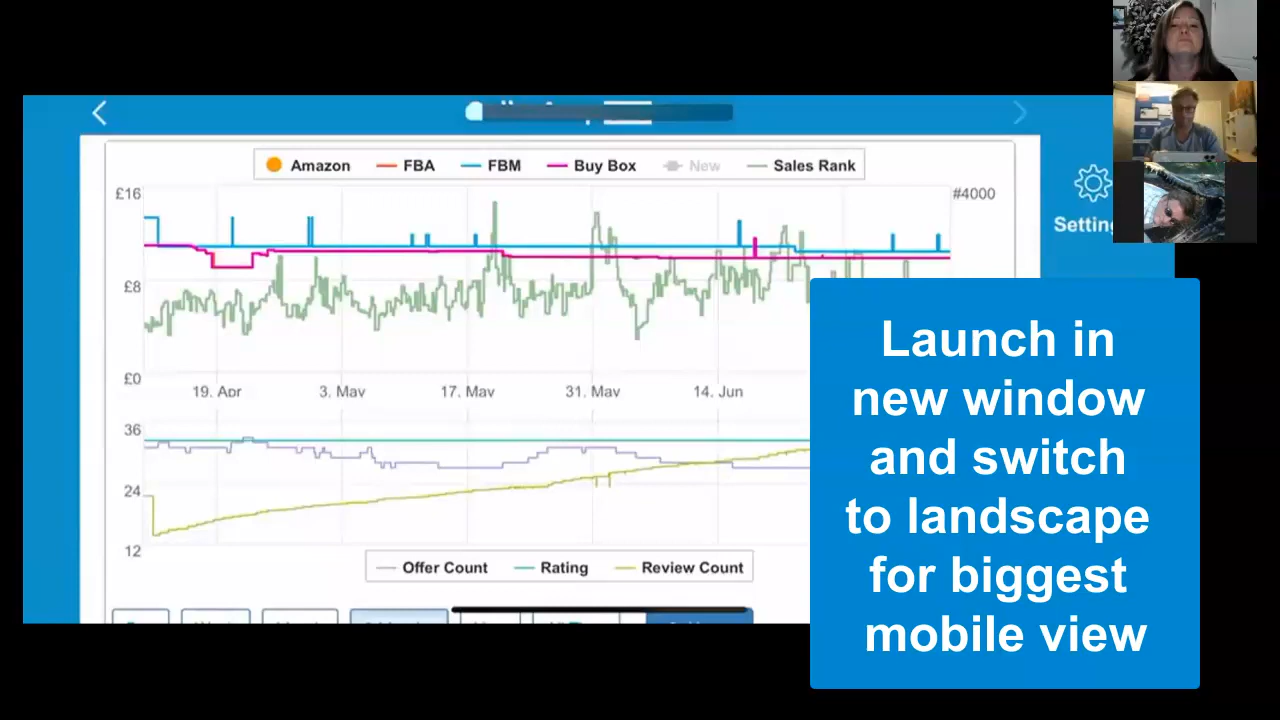 Amazon FBA FBM Buy Box New Sales Rank
£16
#4000
£8
£0
19. Apr 3. May 17. May 31. May 14. Jun
36
24
12
Offer Count Rating Review Count
Launch in
new window
and switch
to landscape
for biggest
mobile view